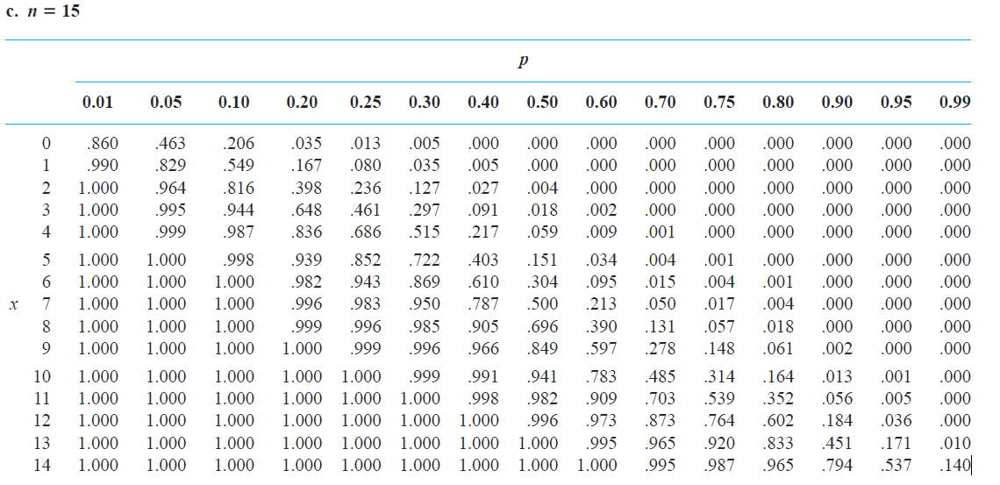 c. n = 15
p
0.01 0.05 0.10 0.20 0.25 0.30 0.40 0.50 0.60 0.70 0.75 0.80 0.90 0.95 0.99
0 .860 .463 .206 .035 .013 .005 .000 .000 .000 .000 .000 .000 .000 .000 .000
1 .990 .829 .549 .167 .080 .035 .005 .000 .000 .000 .000 .000 .000 .000 .000
2 1.000 .964 .816 .398 .236 .127 .027 .004 .000 .000 .000 .000 .000 .000 .000
3 1.000 .995 .944 .648 .461 .297 .091 .018 .002 .000 .000 .000 .000 .000 .000
4 1.000 .999 .987 .836 .686 .515 .217 .059 .009 .001 .000 .000 .000 .000 .000
5 1.000 1.000 .998 .939 .852 .722 .403 .151 .034 .004 .001 .000 .000 .000 .000
6 1.000 1.000 1.000 .982 .943 .869 .610 .304 .095 .015 .004 .001 .000 .000 .000
x 7 1.000 1.000 1.000 .996 .983 .950 .787 .500 .213 .050 .017 .004 .000 .000 .000
8 1.000 1.000 1.000 .999 .996 .985 .905 .696 .390 .131 .057 .018 .000 .000 .000
9 1.000 1.000 1.000 1.000 .999 .996 .966 .849 .597 .278 .148 .061 .002 .000 .000
10 1.000 1.000 1.000 1.000 1.000 .999 .991 .941 .783 .485 .314 .164 .013 .001 .000
11 1.000 1.000 1.000 1.000 1.000 1.000 .998 .982 .909 .703 .539 .352 .056 .005 .000
12 1.000 1.000 1.000 1.000 1.000 1.000 1.000 .996 .973 .873 .764 .602 .184 .036 .000
13 1.000 1.000 1.000 1.000 1.000 1.000 1.000 1.000 .995 .965 .920 .833 .451 .171 .010
14 1.000 1.000 1.000 1.000 1.000 1.000 1.000 1.000 1.000 .995 .987 .965 .794 .537 .140